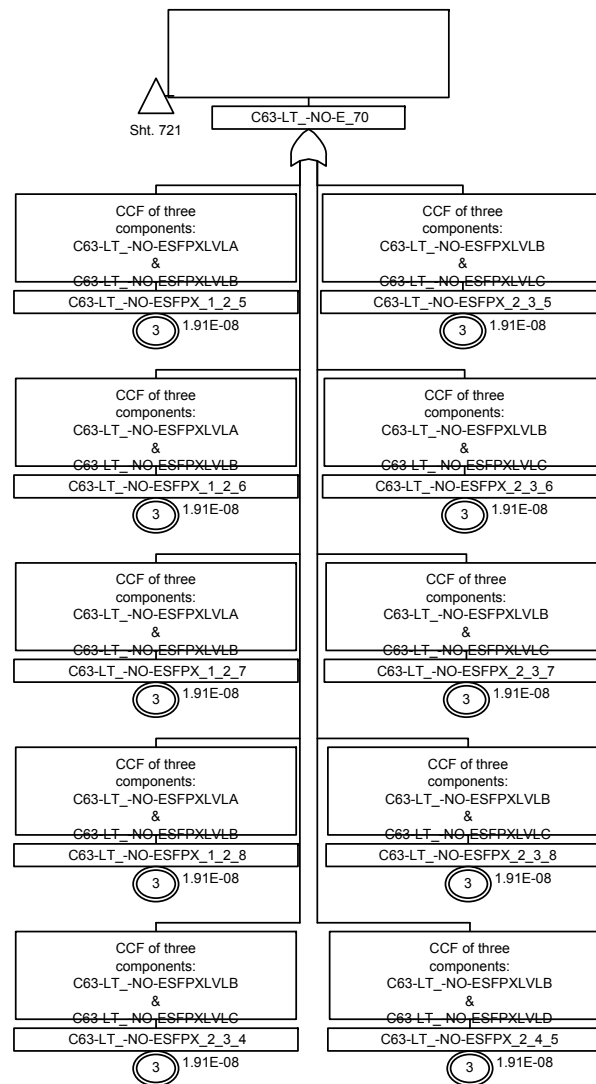 Sht. 721
C63-LT_-NO-E_70
CCF of three
components:
C63-LT_-NO-ESFPXLVLA
&
C63-LT_-NO-ESFPXLVLB
C63-LT_-NO-ESFPX_1_2_5
3
1.91E-08
CCF of three
components:
C63-LT_-NO-ESFPXLVLB
&
C63-LT_-NO-ESFPXLVLC
C63-LT_-NO-ESFPX_2_3_5
3
1.91E-08
CCF of three
components:
C63-LT_-NO-ESFPXLVLA
&
C63-LT_-NO-ESFPXLVLB
C63-LT_-NO-ESFPX_1_2_6
3
1.91E-08
CCF of three
components:
C63-LT_-NO-ESFPXLVLB
&
C63-LT_-NO-ESFPXLVLC
C63-LT_-NO-ESFPX_2_3_6
3
1.91E-08
CCF of three
components:
C63-LT_-NO-ESFPXLVLA
&
C63-LT_-NO-ESFPXLVLB
C63-LT_-NO-ESFPX_1_2_7
3
1.91E-08
CCF of three
components:
C63-LT_-NO-ESFPXLVLB
&
C63-LT_-NO-ESFPXLVLC
C63-LT_-NO-ESFPX_2_3_7
3
1.91E-08
CCF of three
components:
C63-LT_-NO-ESFPXLVLA
&
C63-LT_-NO-ESFPXLVLB
C63-LT_-NO-ESFPX_1_2_8
3
1.91E-08
CCF of three
components:
C63-LT_-NO-ESFPXLVLB
&
C63-LT_-NO-ESFPXLVLC
C63-LT_-NO-ESFPX_2_3_8
3
1.91E-08
CCF of three
components:
C63-LT_-NO-ESFPXLVLB
&
C63-LT_-NO-ESFPXLVLC
C63-LT_-NO-ESFPX_2_3_4
3
1.91E-08
CCF of three
components:
C63-LT_-NO-ESFPXLVLB
&
C63-LT_-NO-ESFPXLVLD
C63-LT_-NO-ESFPX_2_4_5
3
1.91E-08